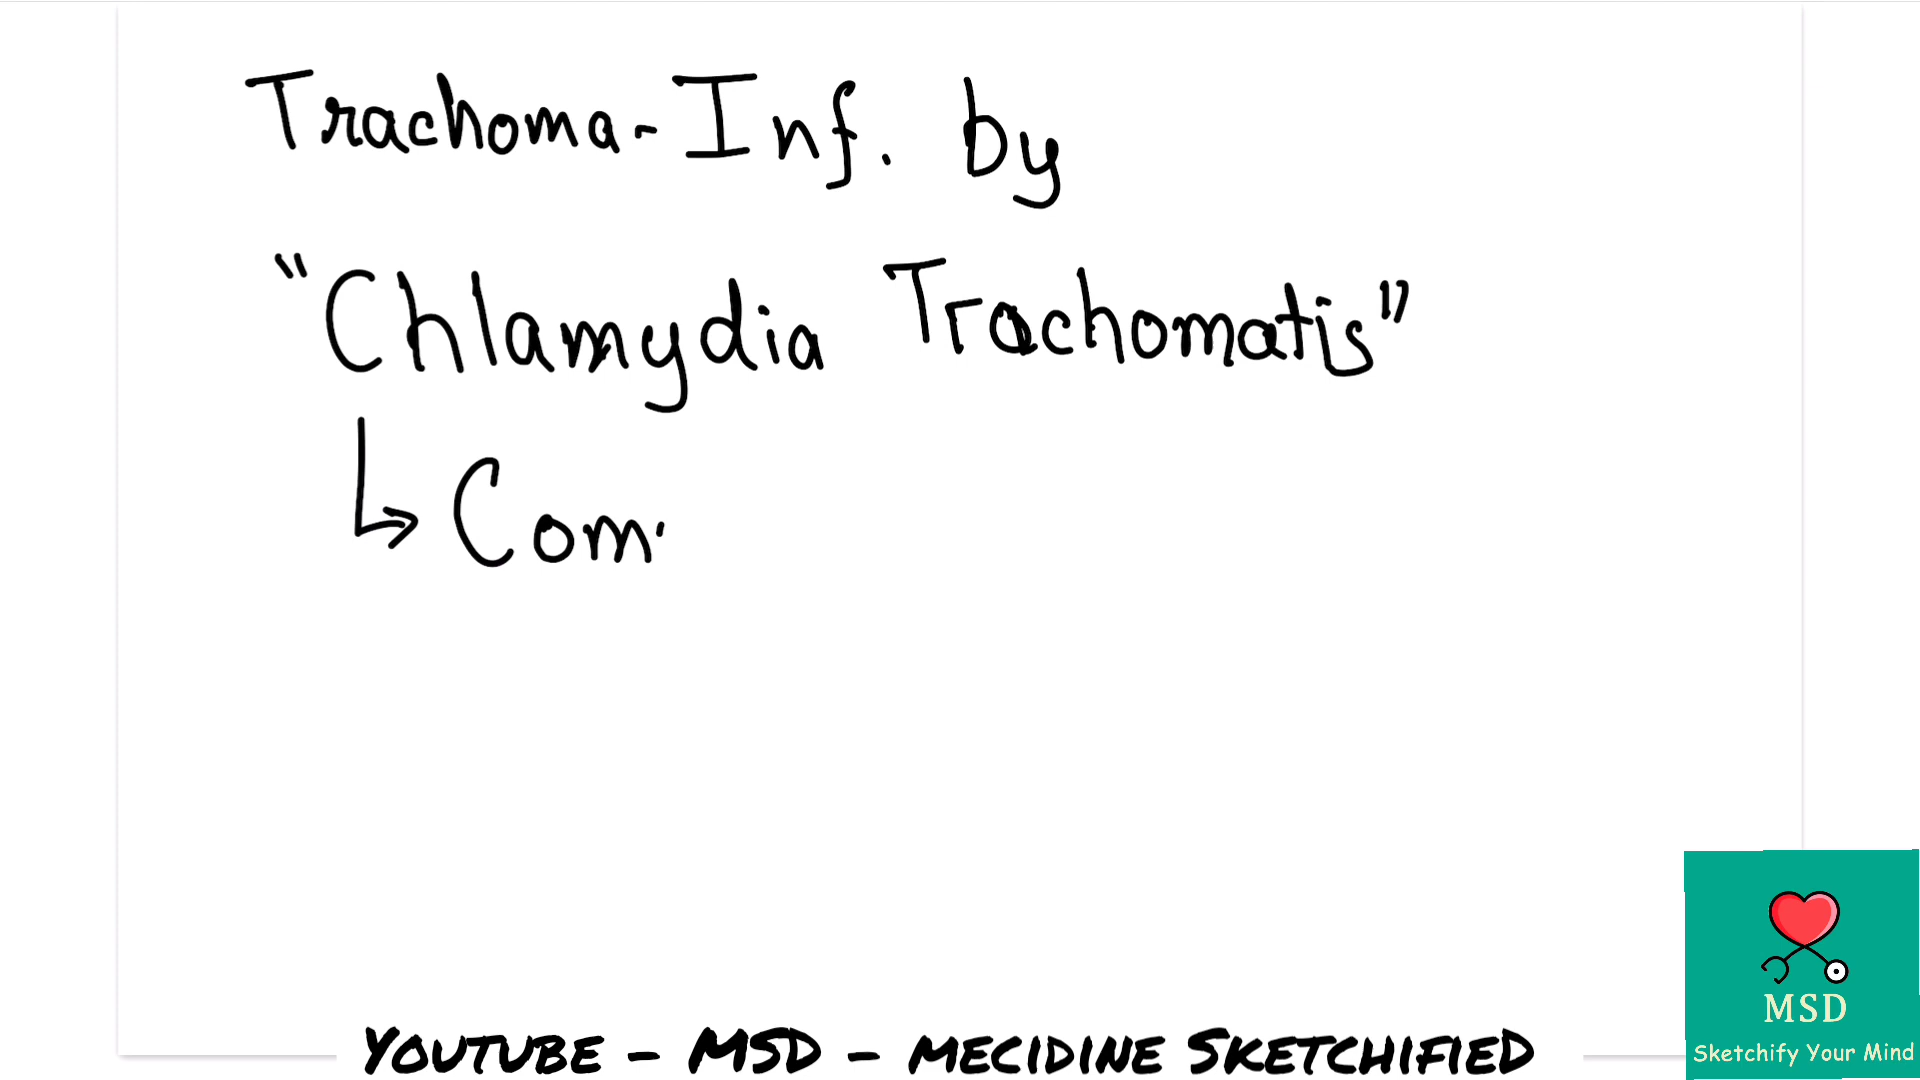 Trachoma - Inf. by
"Chlamydia Trachomatis"
↳ Com
MSD
Sketchify Your Mind
Youtube - MSD - Mecidine Sketchified